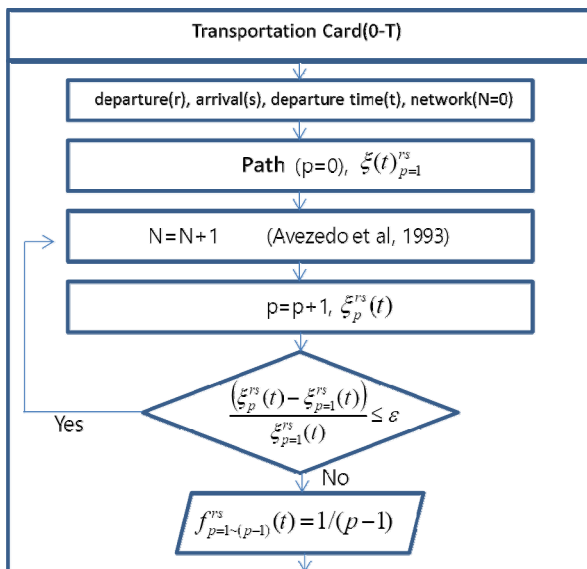 Transportation Card(0-T)
departure(r), arrival(s), departure time(t), network(N=0)
Path (p=0), ξ(t)^{rs}_{p=1}
N=N+1 (Avezedo et al, 1993)
p=p+1, ξ^{rs}_p(t)
(ξ^{rs}_p(t) − ξ^{rs}_{p=1}(t)) / ξ^{rs}_{p=1}(t) ≤ ε
Yes
No
f^{rs}_{p=1~(p-1)}(t) = 1/(p−1)